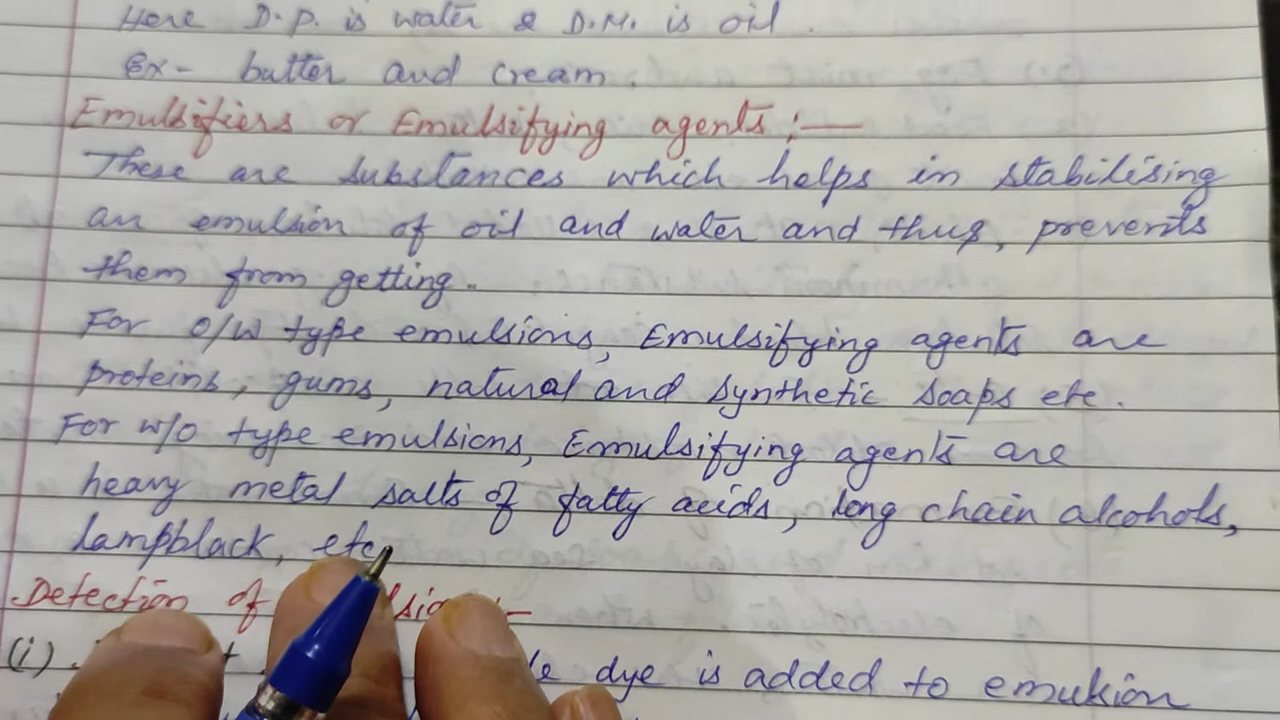 Here D.P. is water & D.M. is oil.
Ex- butter and cream.
Emulsifiers or Emulsifying agents :—
These are substances which helps in stabilising
an emulsion of oil and water and thus, prevents
them from getting.
For O/W type emulsions, Emulsifying agents are
proteins, gums, natural and synthetic soaps etc.
For W/O type emulsions, Emulsifying agents are
heavy metal salts of fatty acids, long chain alcohols,
lampblack, etc
Detection of :-
(i) dye is added to emulsion